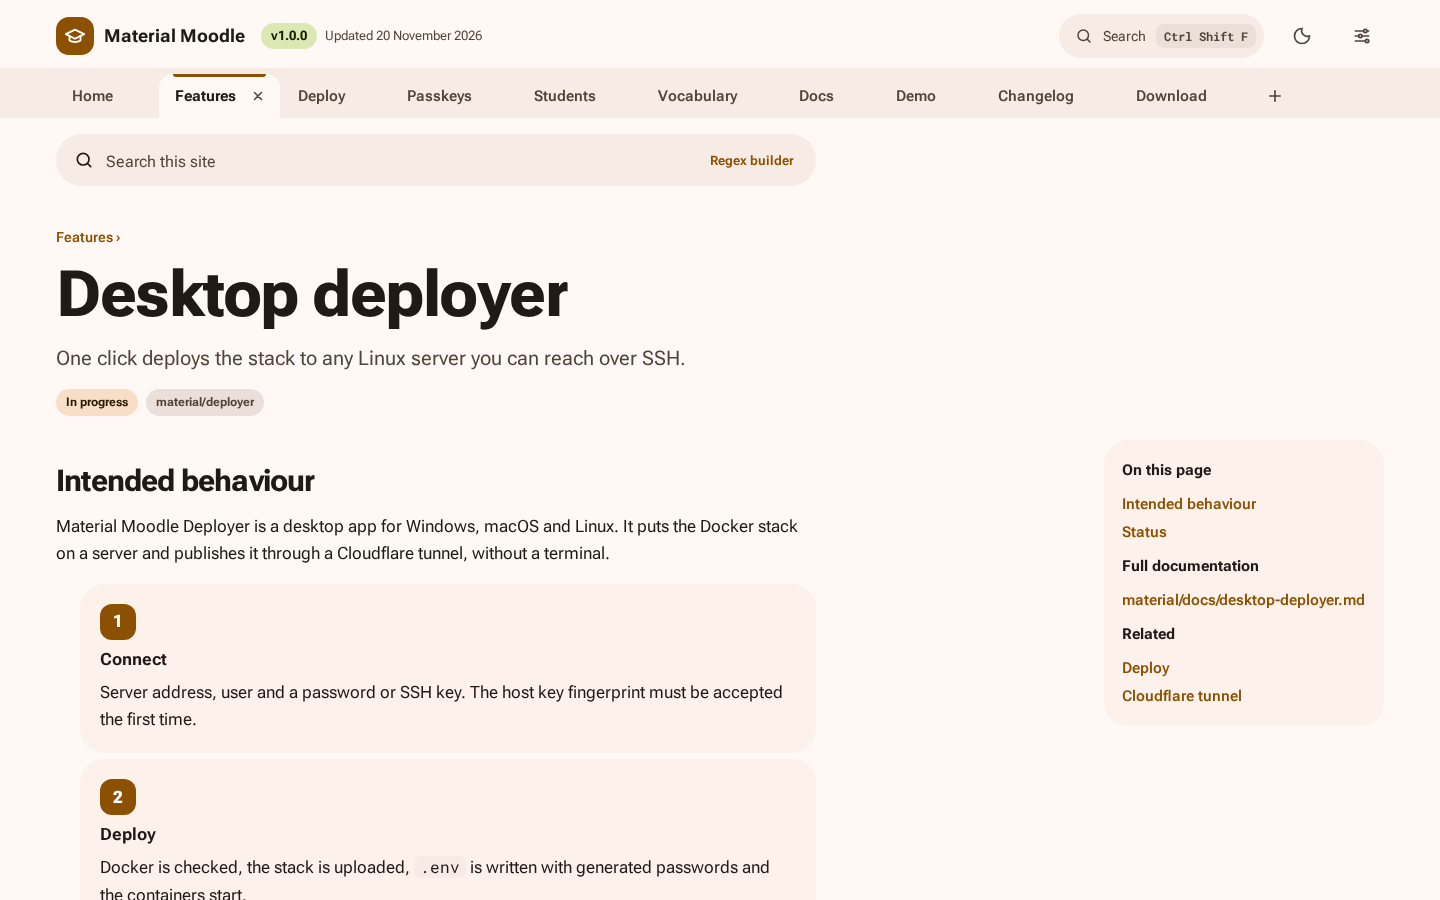 Material Moodle v1.0.0 Updated 20 November 2026 Search Ctrl Shift F
Home Features Deploy Passkeys Students Vocabulary Docs Demo Changelog Download
Search this site Regex builder
Features ›
Desktop deployer
One click deploys the stack to any Linux server you can reach over SSH.
In progress material/deployer
Intended behaviour
Material Moodle Deployer is a desktop app for Windows, macOS and Linux. It puts the Docker stack
on a server and publishes it through a Cloudflare tunnel, without a terminal.
1
Connect
Server address, user and a password or SSH key. The host key fingerprint must be accepted
the first time.
2
Deploy
Docker is checked, the stack is uploaded, .env is written with generated passwords and
the containers start.
On this page
Intended behaviour
Status
Full documentation
material/docs/desktop-deployer.md
Related
Deploy
Cloudflare tunnel